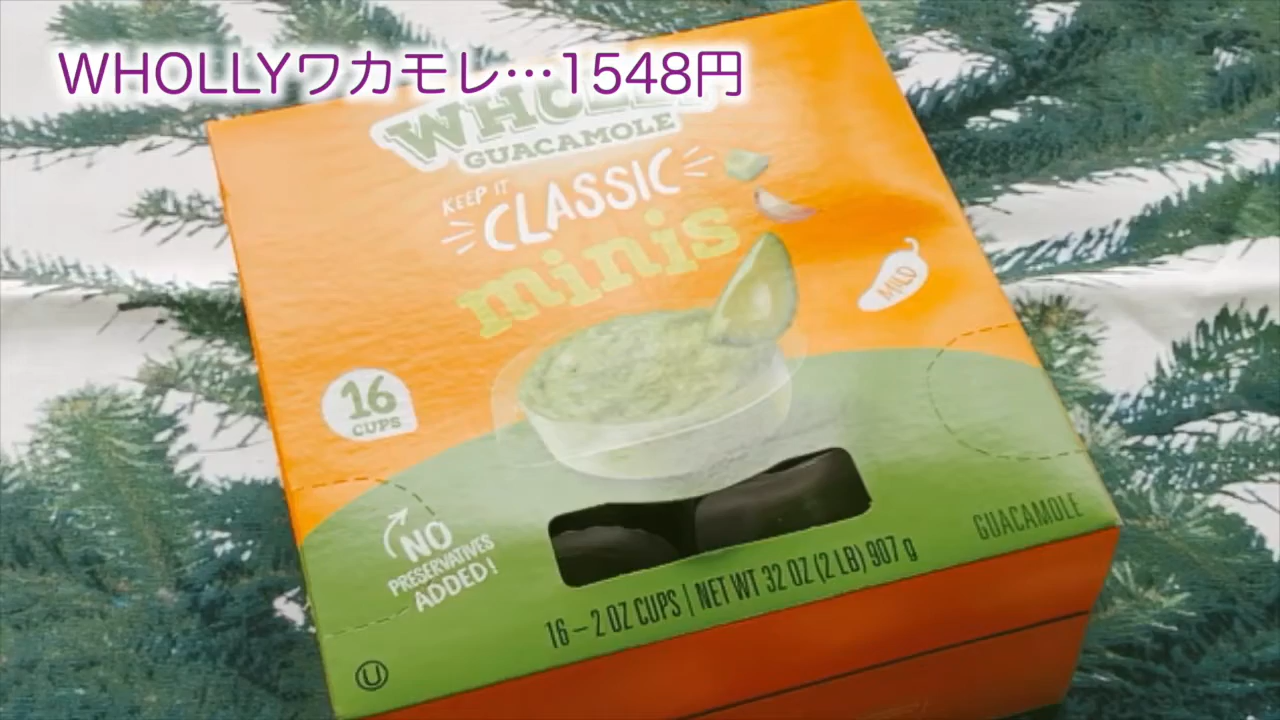 WHOLLYワカモレ…1548円
WHOLLY
GUACAMOLE
KEEP IT
CLASSIC
minis
MILD
16
CUPS
NO
PRESERVATIVES
ADDED!
GUACAMOLE
16 – 2 OZ CUPS | NET WT 32 OZ (2 LB) 907 g
U